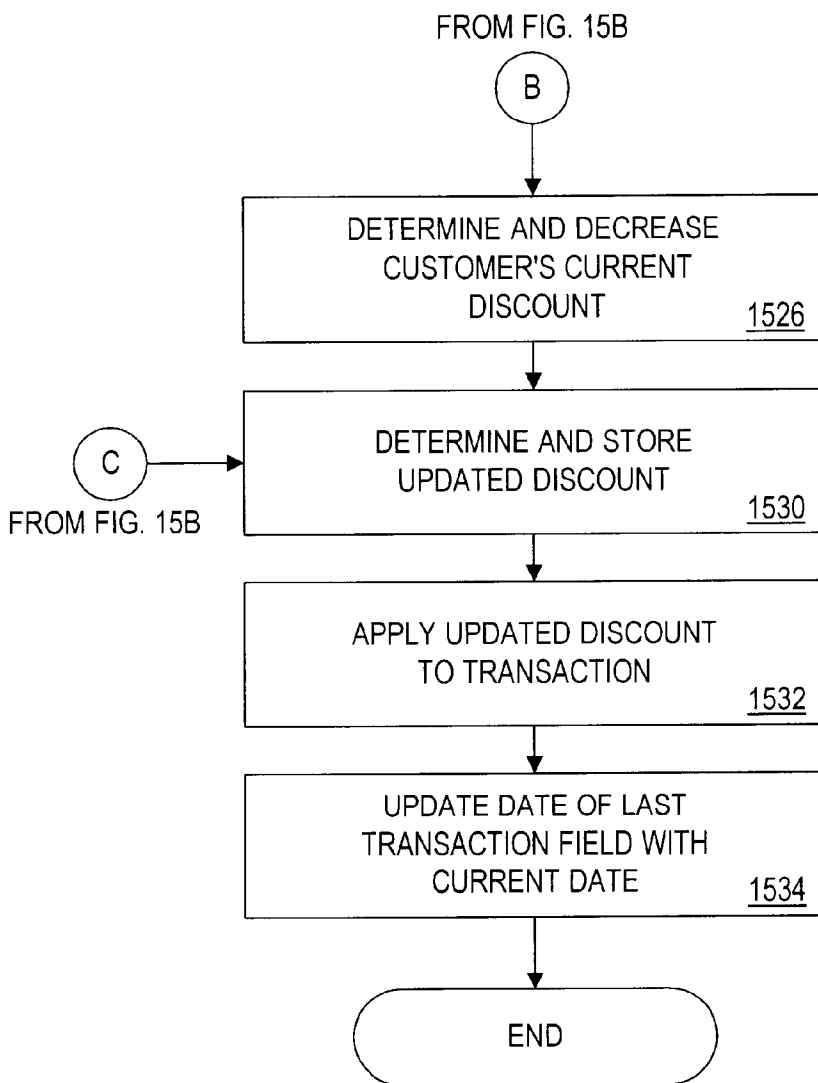 FROM FIG. 15B
B
DETERMINE AND DECREASE
CUSTOMER'S CURRENT
DISCOUNT
1526
C
FROM FIG. 15B
DETERMINE AND STORE
UPDATED DISCOUNT
1530
APPLY UPDATED DISCOUNT
TO TRANSACTION
1532
UPDATE DATE OF LAST
TRANSACTION FIELD WITH
CURRENT DATE
1534
END